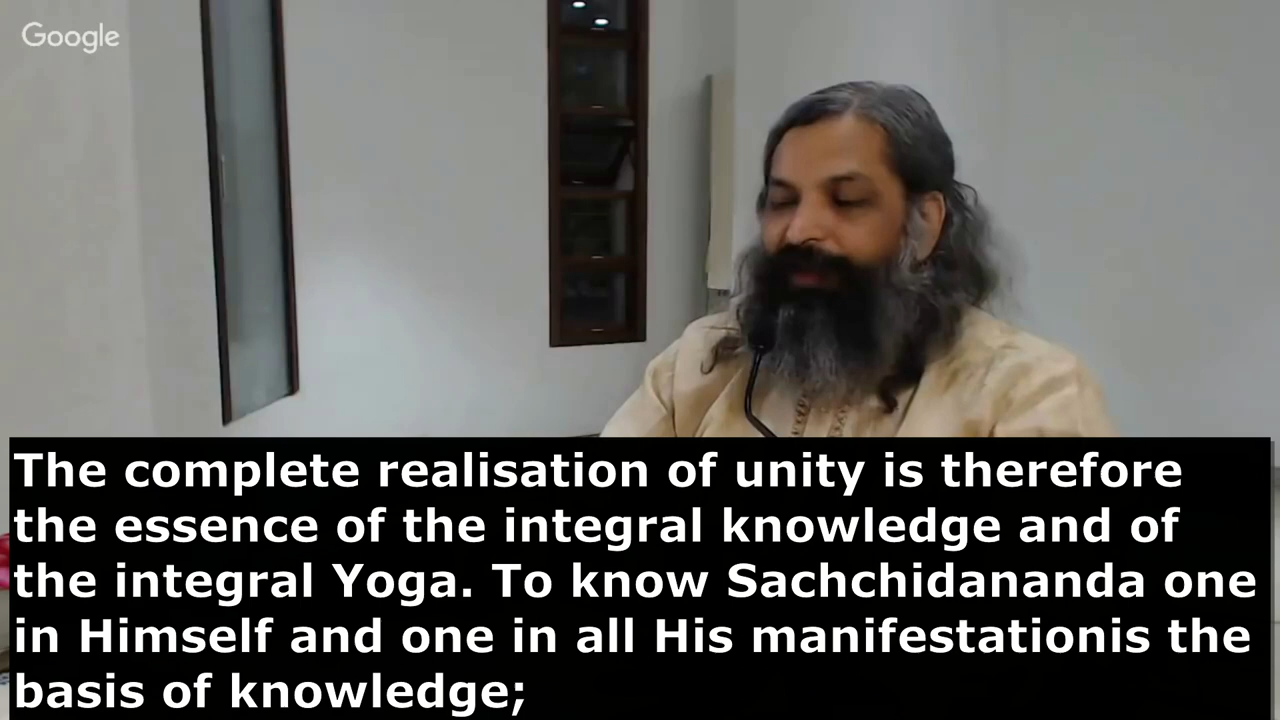 Google
The complete realisation of unity is therefore
the essence of the integral knowledge and of
the integral Yoga. To know Sachchidananda one
in Himself and one in all His manifestationis the
basis of knowledge;